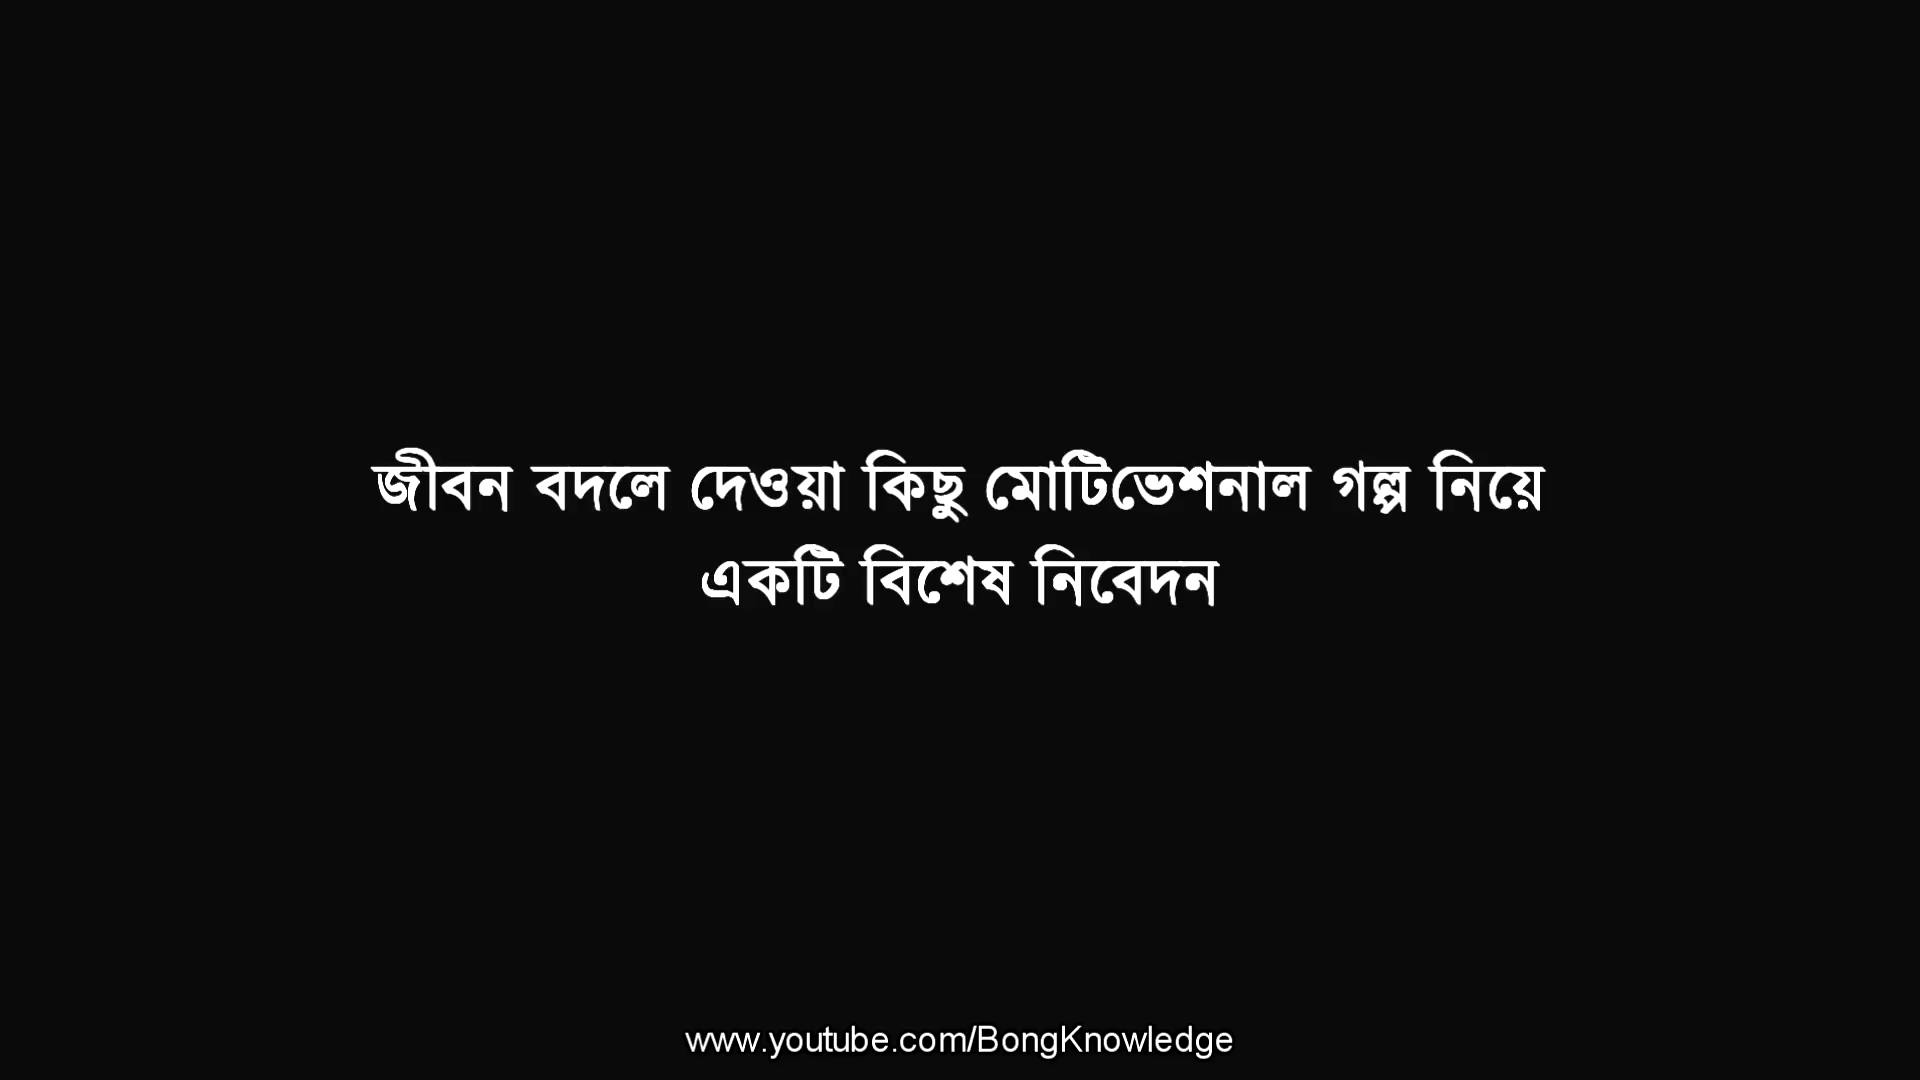 জীবন বদলে দেওয়া কিছু মোটিভেশনাল গল্প নিয়ে
একটি বিশেষ নিবেদন
www.youtube.com/BongKnowledge